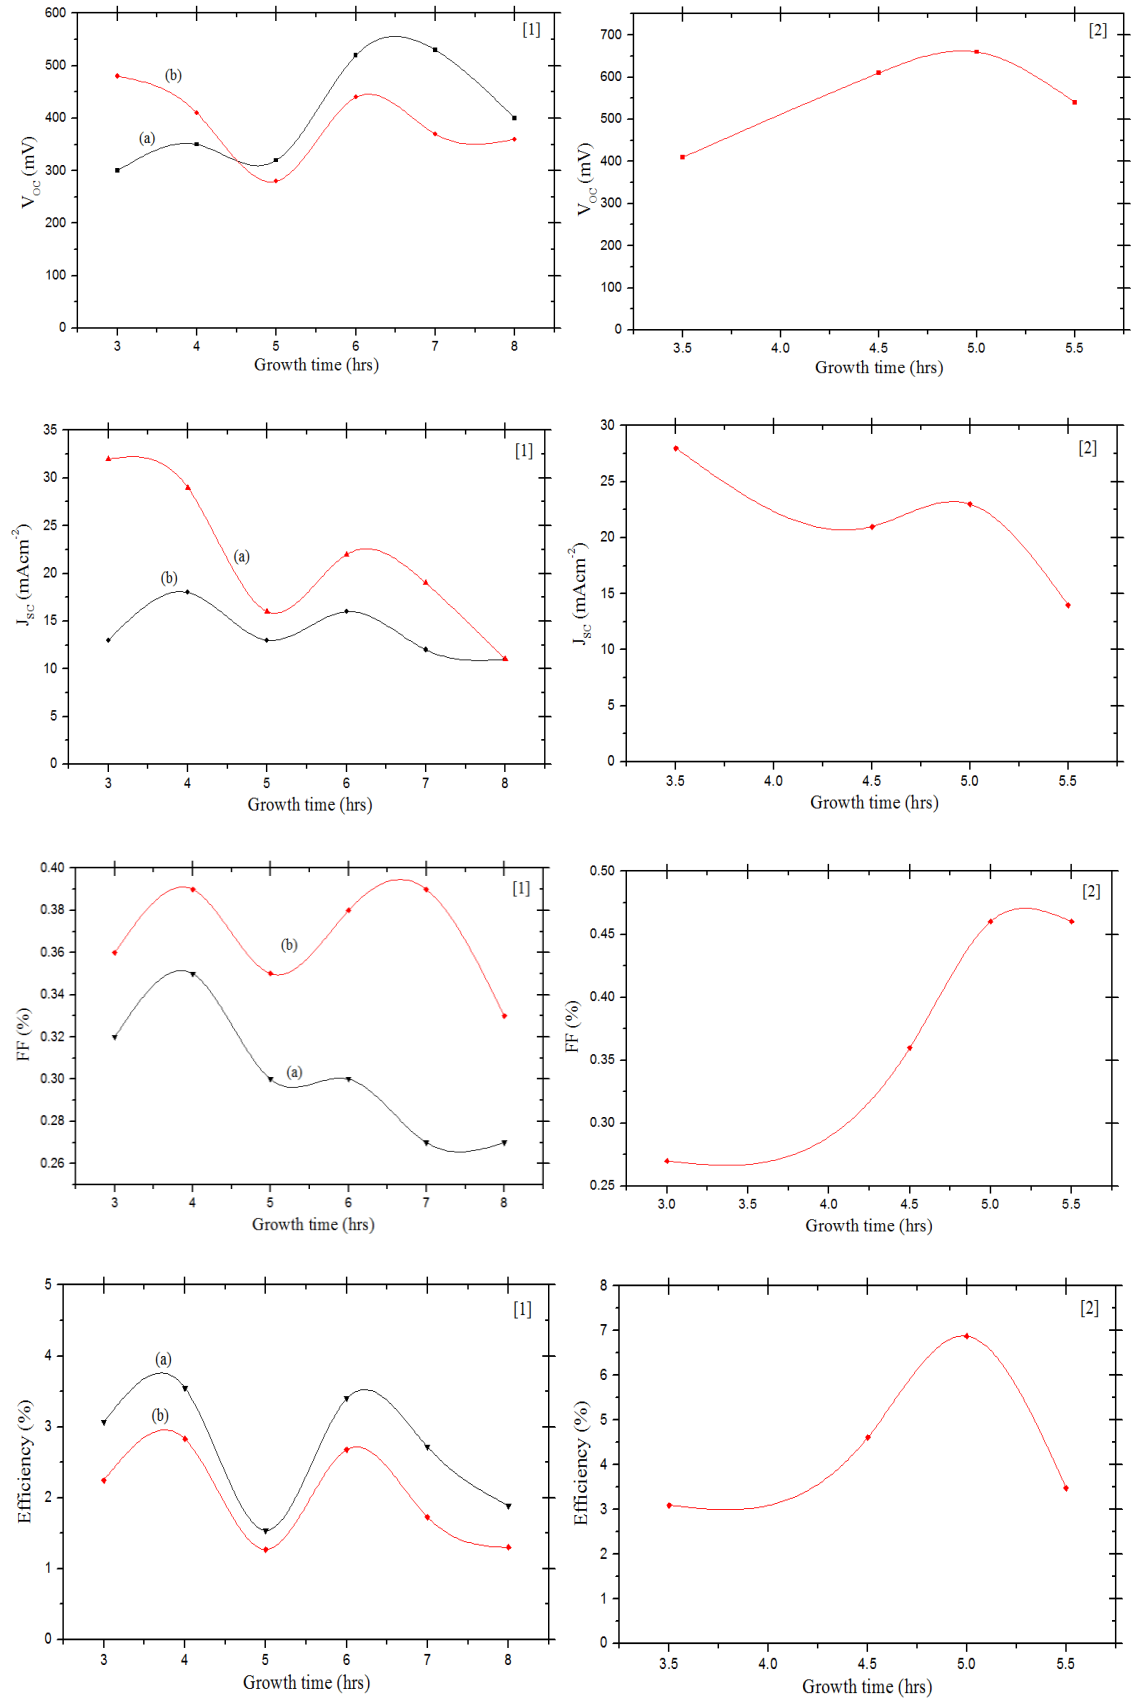 600
500
400
300
200
100
0
V_OC (mV)
[1]
(b)
(a)
3 4 5 6 7 8
Growth time (hrs)
700
600
500
400
300
200
100
0
V_OC (mV)
[2]
3.5 4.0 4.5 5.0 5.5
Growth time (hrs)
35
30
25
20
15
10
5
0
J_SC (mAcm^-2)
[1]
(a)
(b)
3 4 5 6 7 8
Growth time (hrs)
30
25
20
15
10
5
0
J_SC (mAcm^-2)
[2]
3.5 4.0 4.5 5.0 5.5
Growth time (hrs)
0.40
0.38
0.36
0.34
0.32
0.30
0.28
0.26
FF (%)
[1]
(b)
(a)
3 4 5 6 7 8
Growth time (hrs)
0.50
0.45
0.40
0.35
0.30
0.25
FF (%)
[2]
3.0 3.5 4.0 4.5 5.0 5.5
Growth time (hrs)
5
4
3
2
1
0
Efficiency (%)
[1]
(a)
(b)
3 4 5 6 7 8
Growth time (hrs)
8
7
6
5
4
3
2
1
0
Efficiency (%)
[2]
3.5 4.0 4.5 5.0 5.5
Growth time (hrs)